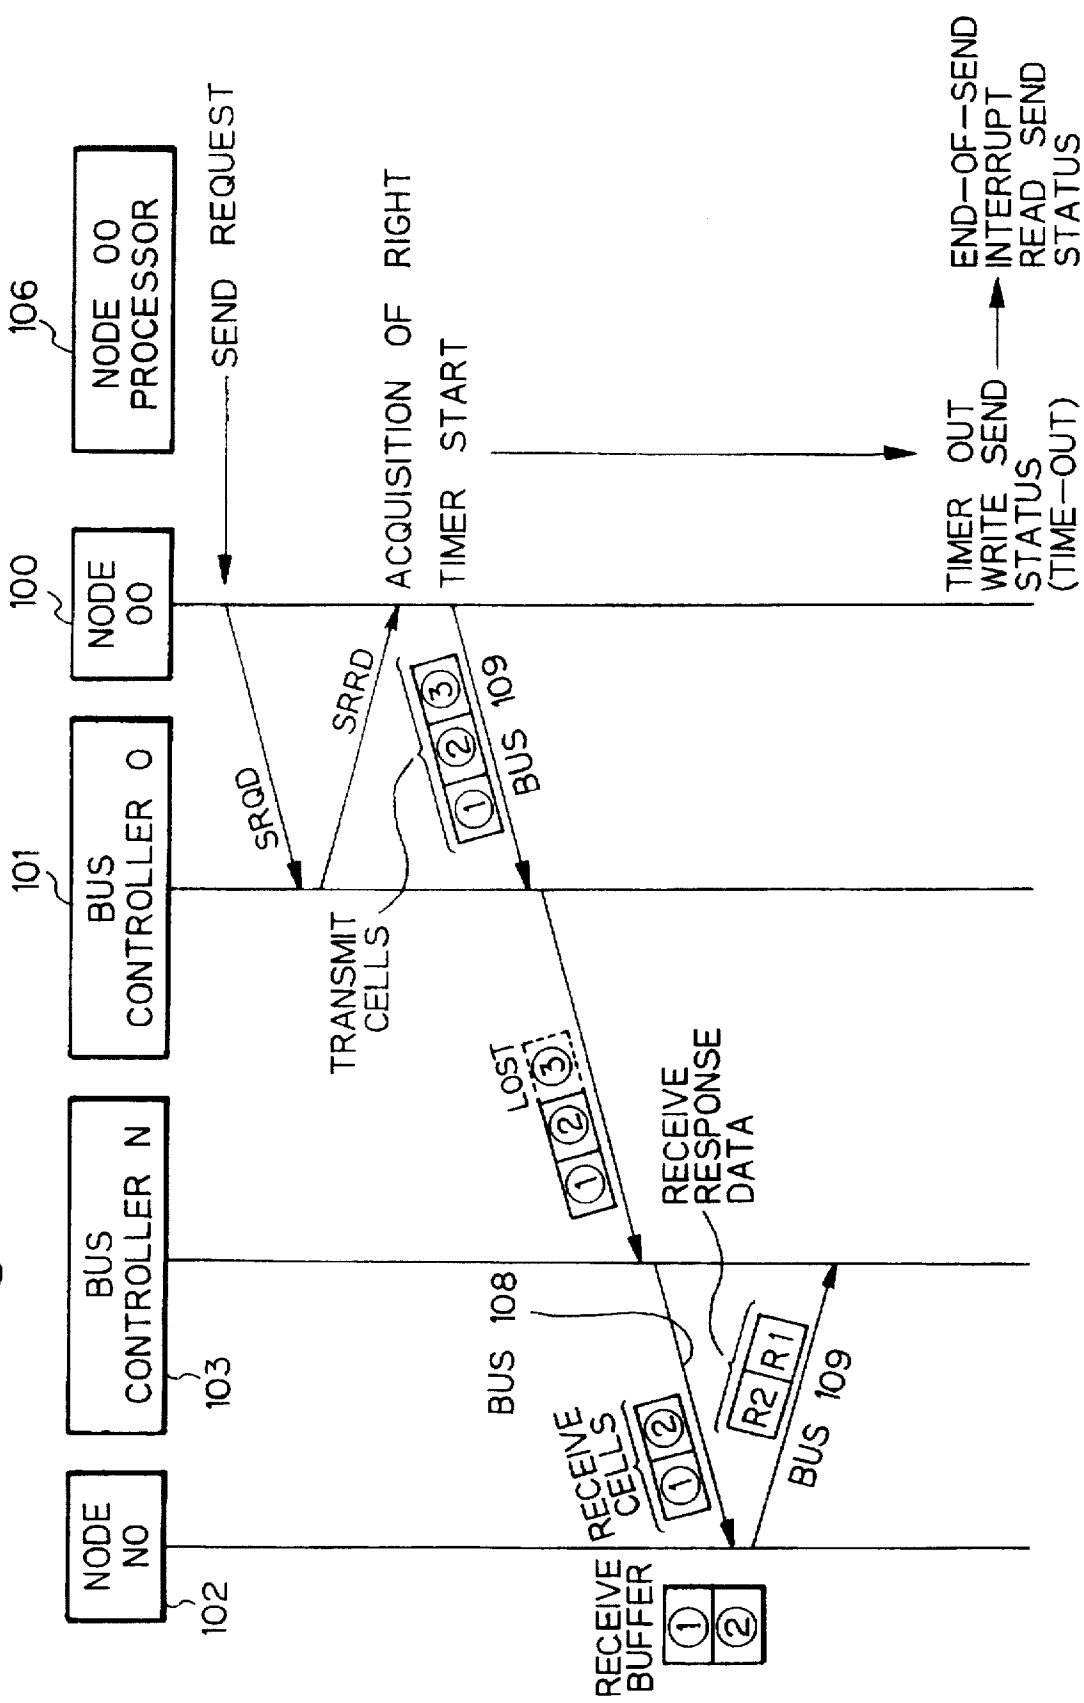 106
NODE 00
PROCESSOR
100
NODE
00
101
BUS
CONTROLLER 0
103
BUS
CONTROLLER N
102
NODE
N0
SEND REQUEST
SRQD
SRRD
ACQUISITION OF RIGHT
TIMER START
TRANSMIT
CELLS
① ② ③
BUS 109
LOST
① ② ③
BUS 108
RECEIVE
CELLS
① ②
RECEIVE
BUFFER
①
②
RECEIVE
RESPONSE
DATA
R2 R1
BUS 109
TIMER OUT
WRITE SEND
STATUS
(TIME-OUT)
END-OF-SEND
INTERRUPT
READ SEND
STATUS